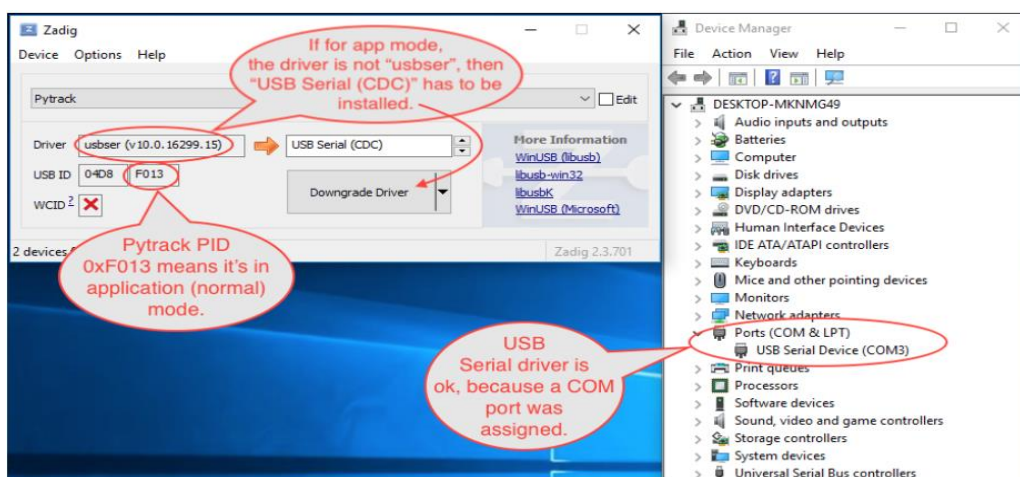 Zadig
Device Options Help
If for app mode,
the driver is not “usbser”, then
“USB Serial (CDC)” has to be
installed.
Pytrack
Edit
Driver usbser (v10.0.16299.15) USB Serial (CDC)
USB ID 04D8 F013
WCID ?
Downgrade Driver
More Information
WinUSB (libusb)
libusb-win32
libusbK
WinUSB (Microsoft)
2 devices
Zadig 2.3.701
Pytrack PID
0xF013 means it’s in
application (normal)
mode.
USB
Serial driver is
ok, because a COM
port was
assigned.
Device Manager
File Action View Help
DESKTOP-MKNMG49
Audio inputs and outputs
Batteries
Computer
Disk drives
Display adapters
DVD/CD-ROM drives
Human Interface Devices
IDE ATA/ATAPI controllers
Keyboards
Mice and other pointing devices
Monitors
Network adapters
Ports (COM & LPT)
USB Serial Device (COM3)
Print queues
Processors
Software devices
Sound, video and game controllers
Storage controllers
System devices
Universal Serial Bus controllers